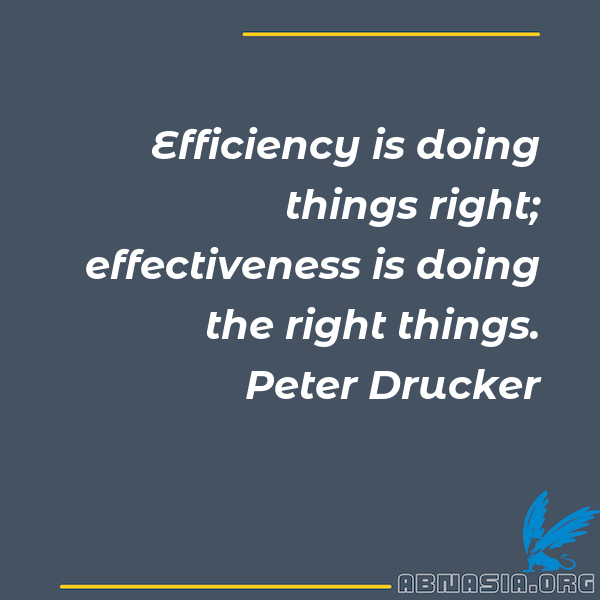 Efficiency is doing
things right;
effectiveness is doing
the right things.
Peter Drucker
ABNASIA.ORG